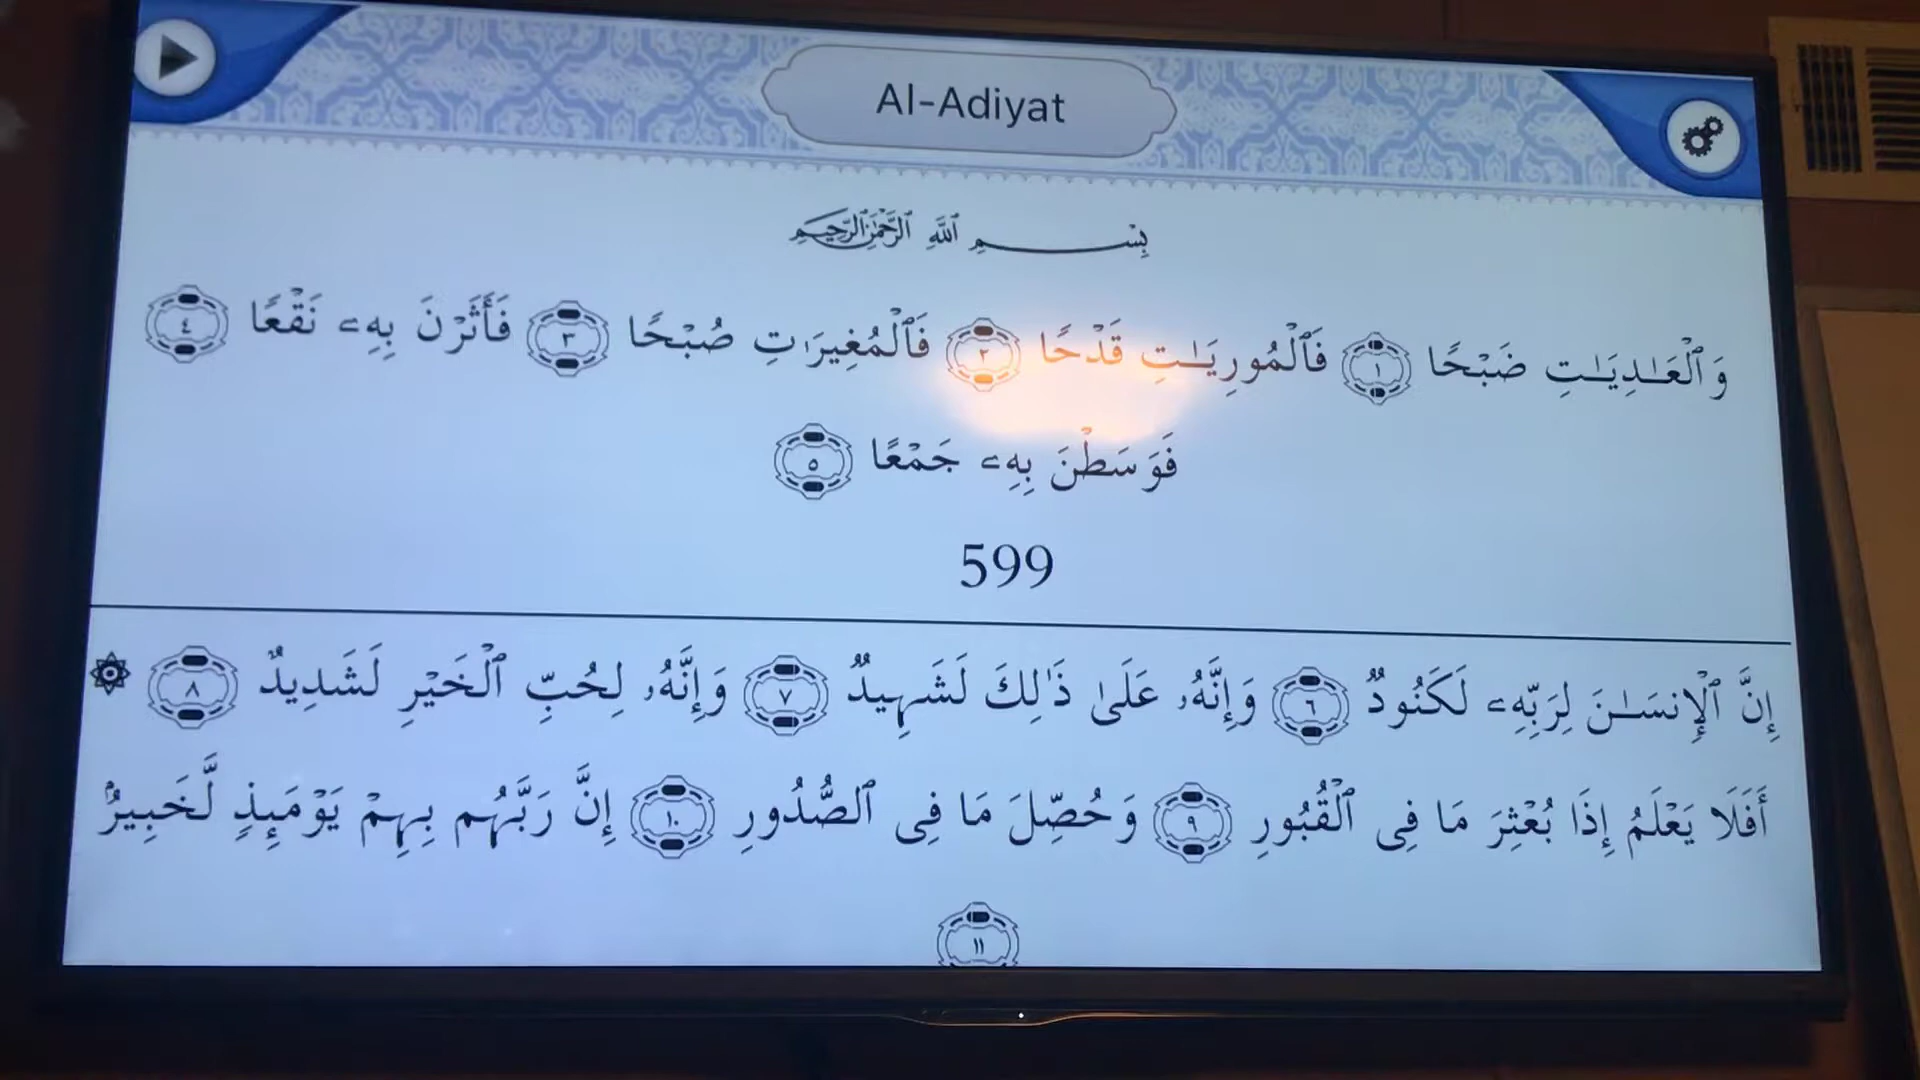 Al-Adiyat
بِسْمِ ٱللَّهِ ٱلرَّحْمَٰنِ ٱلرَّحِيمِ
وَٱلْعَـٰدِيَـٰتِ ضَبْحًا ١ فَٱلْمُورِيَـٰتِ قَدْحًا ٢ فَٱلْمُغِيرَٰتِ صُبْحًا ٣ فَأَثَرْنَ بِهِۦ نَقْعًا ٤
فَوَسَطْنَ بِهِۦ جَمْعًا ٥
599
إِنَّ ٱلْإِنسَـٰنَ لِرَبِّهِۦ لَكَنُودٌ ٦ وَإِنَّهُۥ عَلَىٰ ذَٰلِكَ لَشَهِيدٌ ٧ وَإِنَّهُۥ لِحُبِّ ٱلْخَيْرِ لَشَدِيدٌ ٨ ۞
أَفَلَا يَعْلَمُ إِذَا بُعْثِرَ مَا فِى ٱلْقُبُورِ ٩ وَحُصِّلَ مَا فِى ٱلصُّدُورِ ١٠ إِنَّ رَبَّهُم بِهِمْ يَوْمَئِذٍ لَّخَبِيرٌۢ
١١